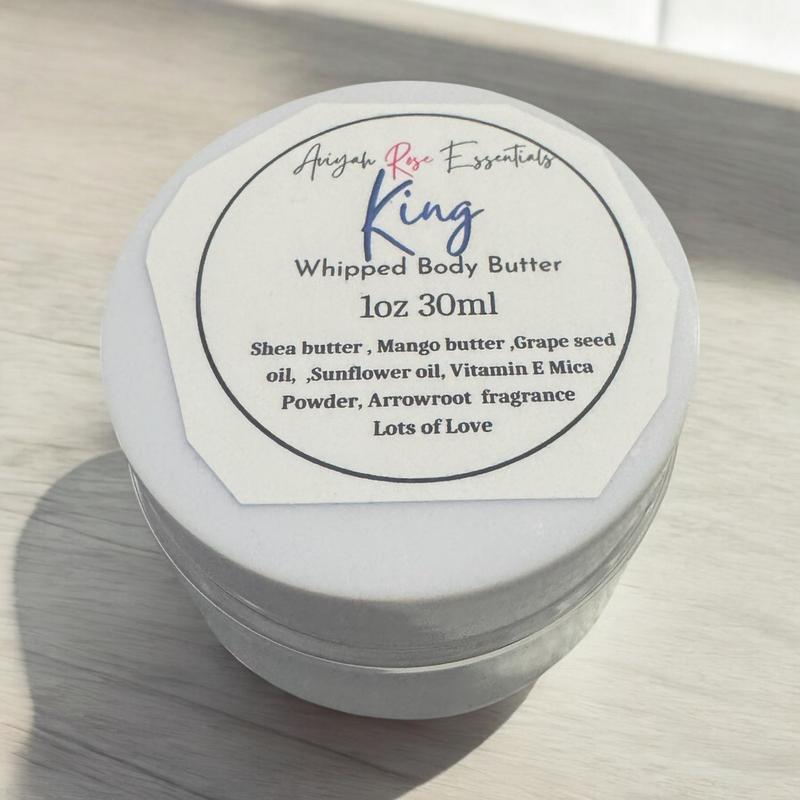 Aviyah Rose Essentials
King
Whipped Body Butter
1oz 30ml
Shea butter , Mango butter ,Grape seed
oil, ,Sunflower oil, Vitamin E Mica
Powder, Arrowroot fragrance
Lots of Love